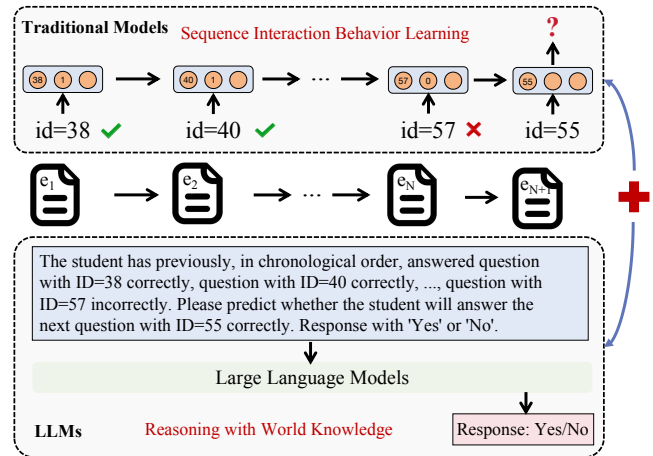 Traditional Models
Sequence Interaction Behavior Learning
?
38 1
40 1
...
57 0
55
id=38
id=40
id=57
id=55
e1
e2
...
eN
eN+1
The student has previously, in chronological order, answered question
with ID=38 correctly, question with ID=40 correctly, ..., question with
ID=57 incorrectly. Please predict whether the student will answer the
next question with ID=55 correctly. Response with 'Yes' or 'No'.
Large Language Models
LLMs
Reasoning with World Knowledge
Response: Yes/No